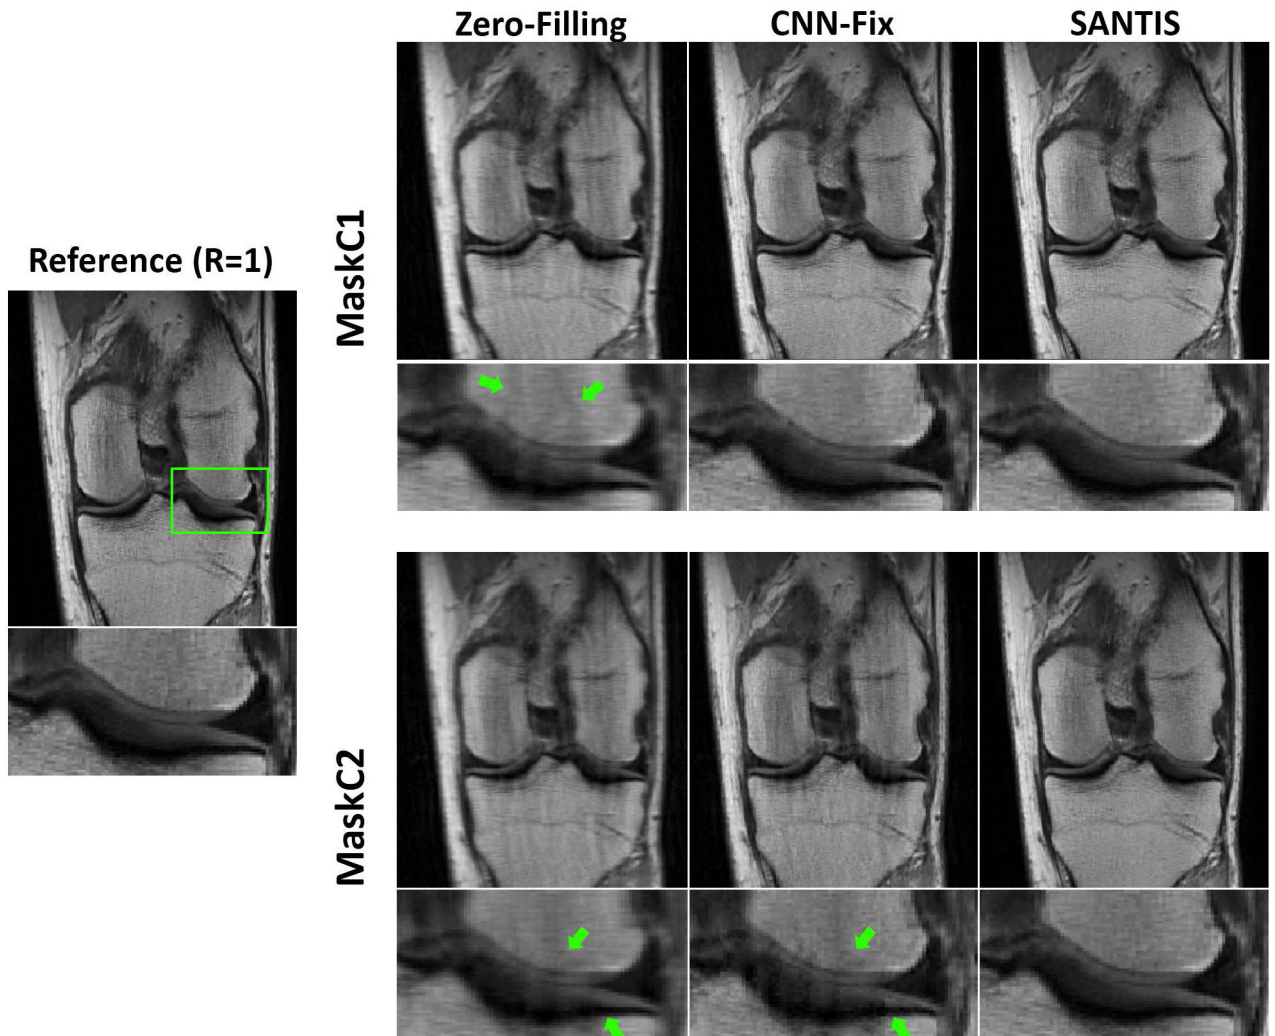 Zero-Filling CNN-Fix SANTIS
MaskC1
Reference (R=1)
MaskC2